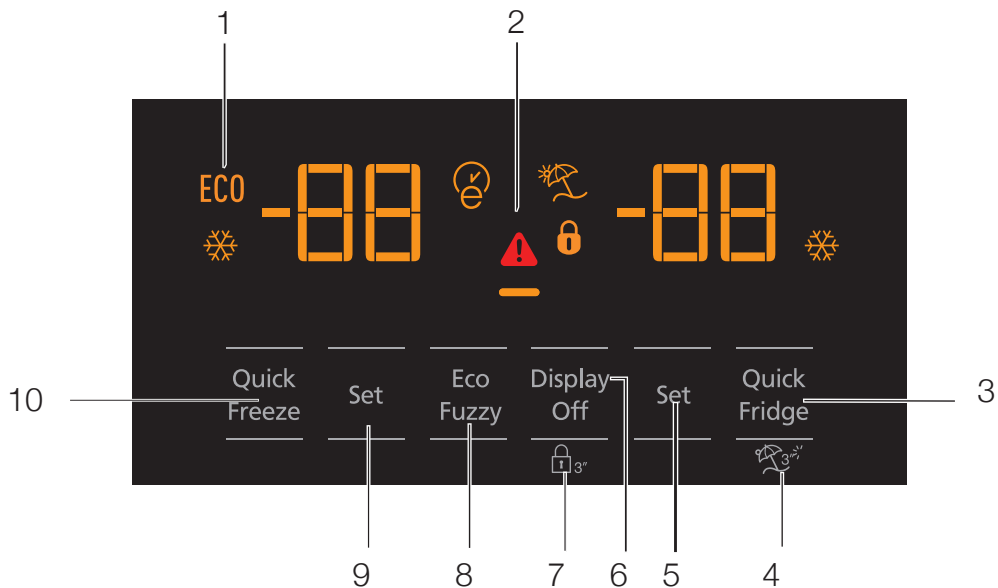 1 2
ECO -88 e -88
Quick Set Eco Display Set Quick
Freeze Fuzzy Off Fridge
10 3
3" 3"
9 8 7 6 5 4